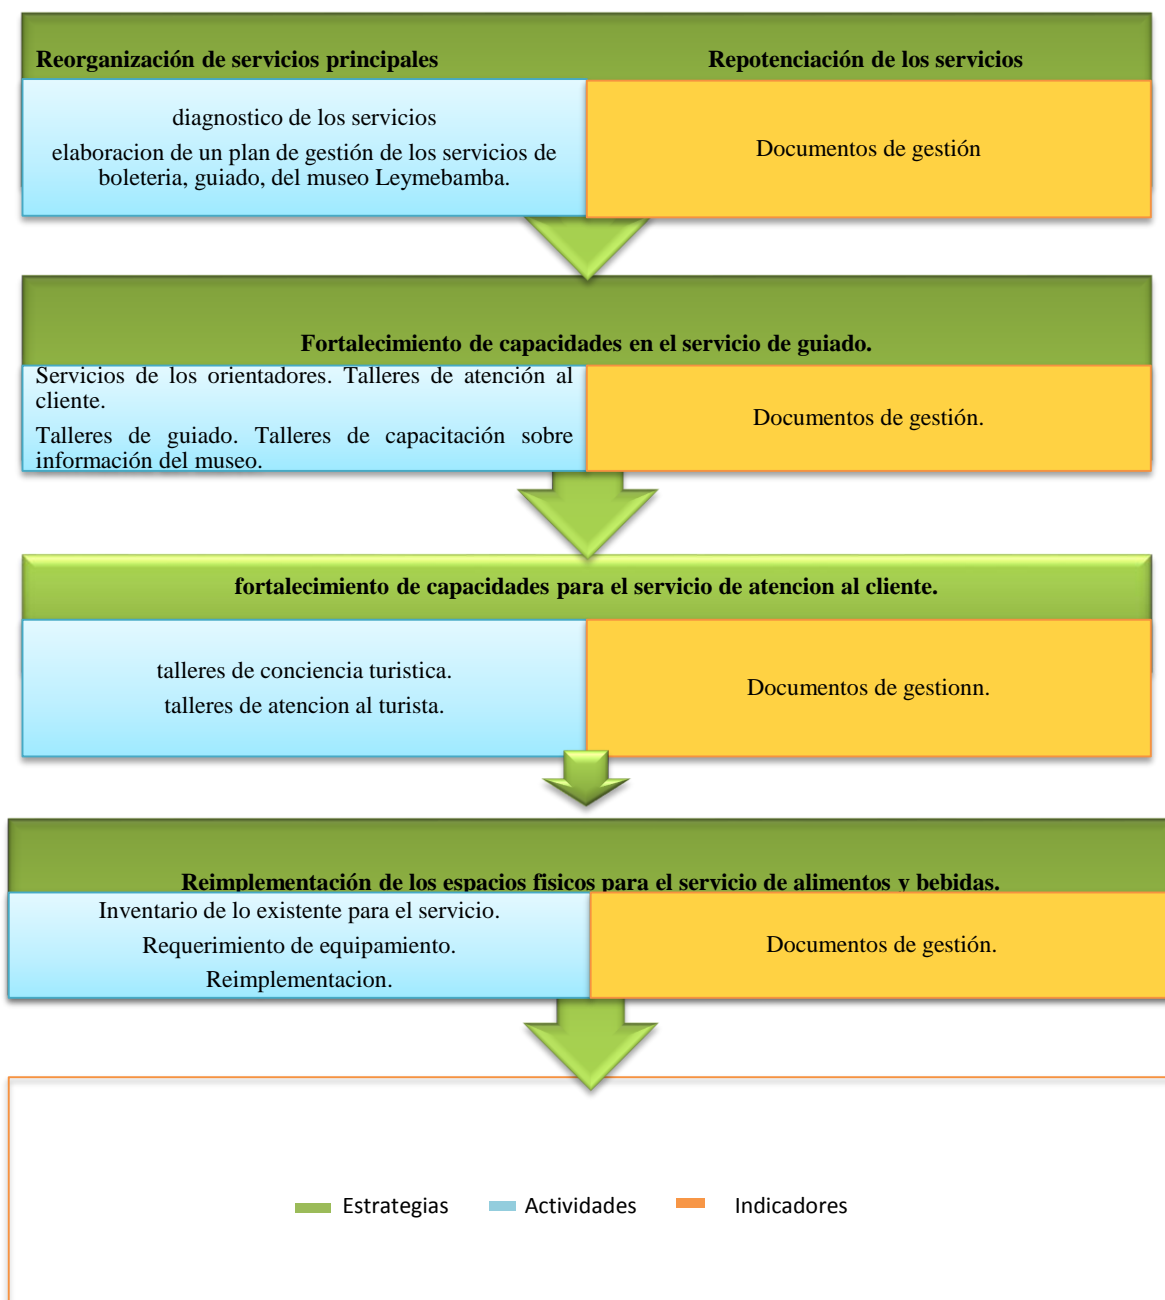 Reorganización de servicios principales
Repotenciación de los servicios
diagnostico de los servicios
elaboracion de un plan de gestión de los servicios de
boleteria, guiado, del museo Leymebamba.
Documentos de gestión
Fortalecimiento de capacidades en el servicio de guiado.
Servicios de los orientadores. Talleres de atención al
cliente.
Talleres de guiado. Talleres de capacitación sobre
información del museo.
Documentos de gestión.
fortalecimiento de capacidades para el servicio de atencion al cliente.
talleres de conciencia turistica.
talleres de atencion al turista.
Documentos de gestionn.
Reimplementación de los espacios fisicos para el servicio de alimentos y bebidas.
Inventario de lo existente para el servicio.
Requerimiento de equipamiento.
Reimplementacion.
Documentos de gestión.
Estrategias
Actividades
Indicadores